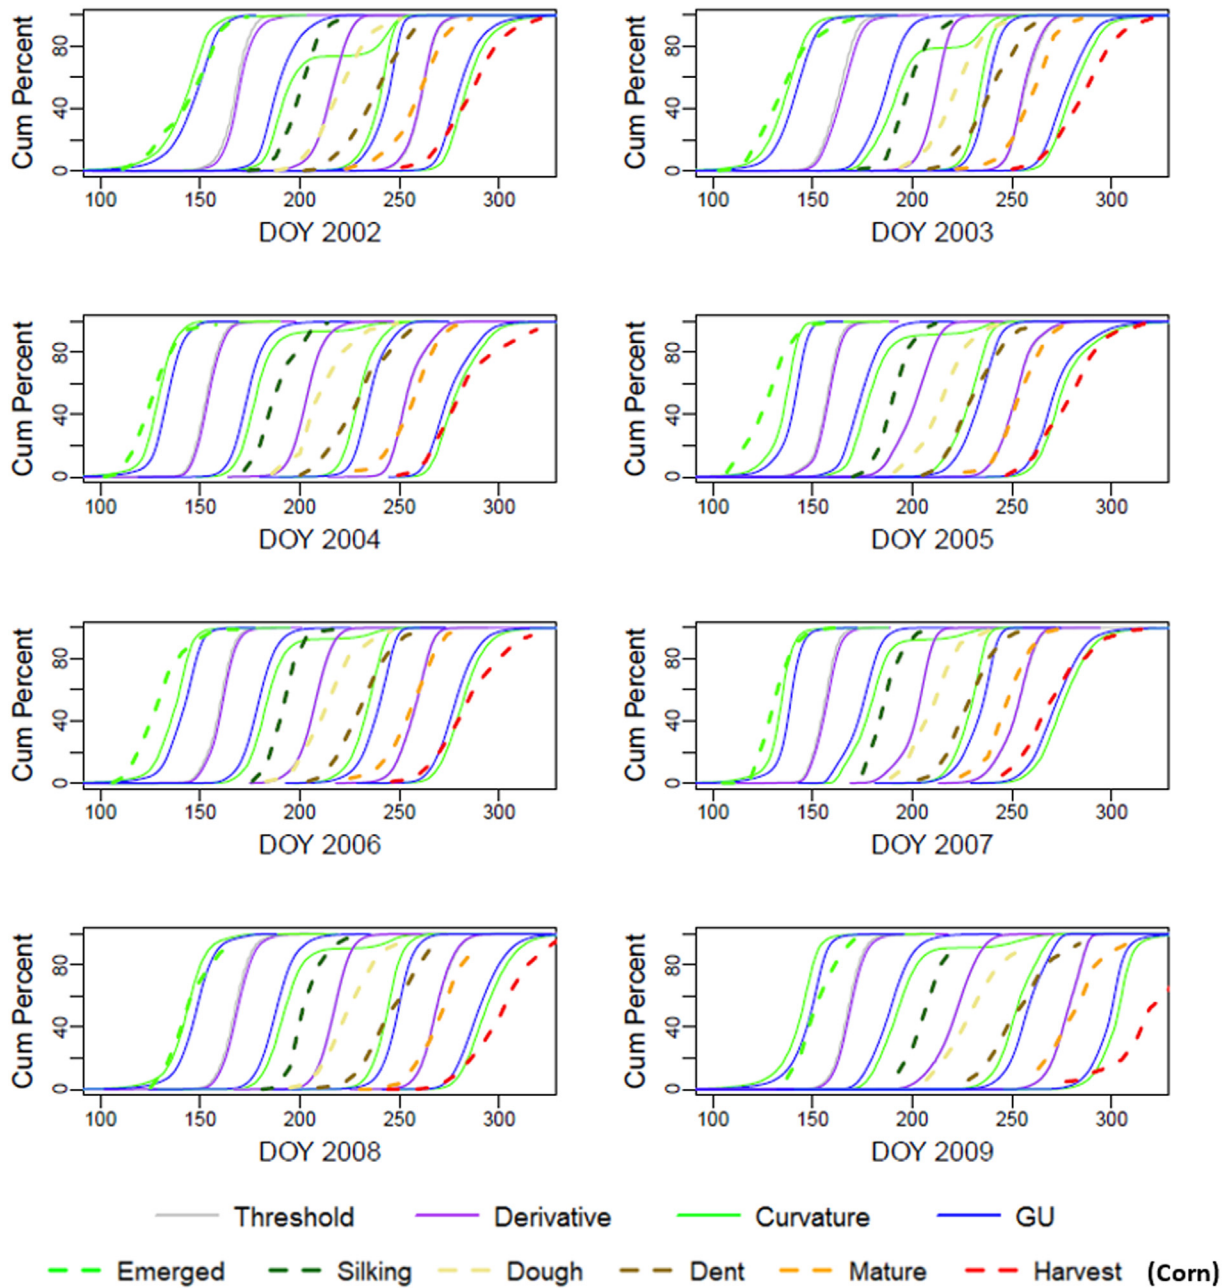 Cum Percent
0 40 80
100 150 200 250 300
DOY 2002
Cum Percent
0 40 80
100 150 200 250 300
DOY 2003
Cum Percent
0 40 80
100 150 200 250 300
DOY 2004
Cum Percent
0 40 80
100 150 200 250 300
DOY 2005
Cum Percent
0 40 80
100 150 200 250 300
DOY 2006
Cum Percent
0 40 80
100 150 200 250 300
DOY 2007
Cum Percent
0 40 80
100 150 200 250 300
DOY 2008
Cum Percent
0 40 80
100 150 200 250 300
DOY 2009
Threshold Derivative Curvature GU
Emerged Silking Dough Dent Mature Harvest (Corn)